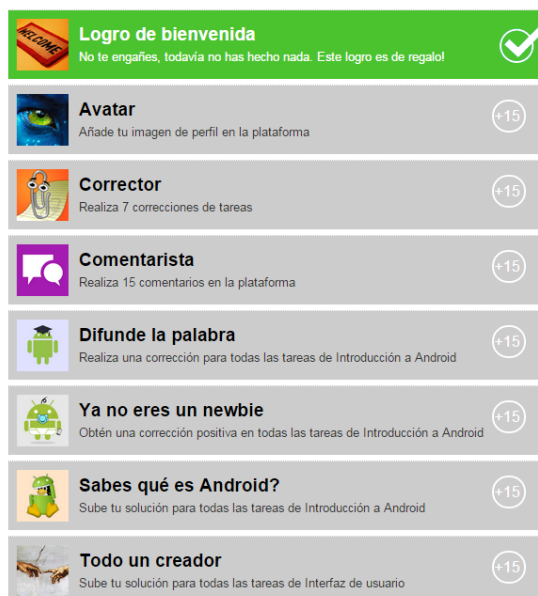 WELCOME
Logro de bienvenida
No te engañes, todavía no has hecho nada. Este logro es de regalo!
Avatar
Añade tu imagen de perfil en la plataforma
+15
Corrector
Realiza 7 correcciones de tareas
+15
Comentarista
Realiza 15 comentarios en la plataforma
+15
Difunde la palabra
Realiza una corrección para todas las tareas de Introducción a Android
+15
Ya no eres un newbie
Obtén una corrección positiva en todas las tareas de Introducción a Android
+15
Sabes qué es Android?
Sube tu solución para todas las tareas de Introducción a Android
+15
Todo un creador
Sube tu solución para todas las tareas de Interfaz de usuario
+15